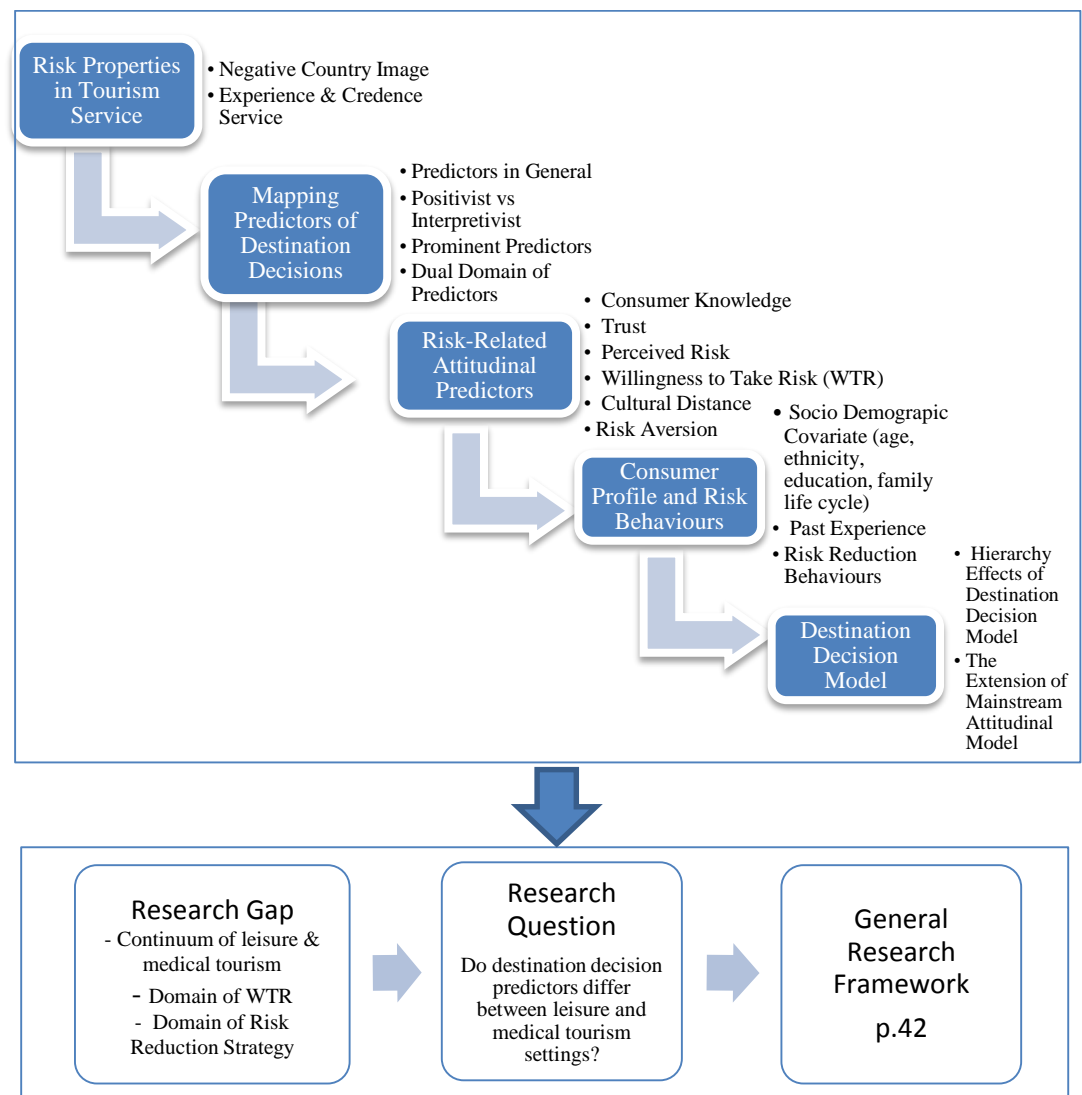 Risk Properties
in Tourism
Service
• Negative Country Image
• Experience & Credence
Service
Mapping
Predictors of
Destination
Decisions
• Predictors in General
• Positivist vs
Interpretivist
• Prominent Predictors
• Dual Domain of
Predictors
Risk-Related
Attitudinal
Predictors
• Consumer Knowledge
• Trust
• Perceived Risk
• Willingness to Take Risk (WTR)
• Cultural Distance
• Risk Aversion
Consumer
Profile and Risk
Behaviours
• Socio Demograpic
Covariate (age,
ethnicity,
education, family
life cycle)
• Past Experience
• Risk Reduction
Behaviours
Destination
Decision
Model
• Hierarchy
Effects of
Destination
Decision
Model
• The
Extension of
Mainstream
Attitudinal
Model
Research Gap
- Continuum of leisure &
medical tourism
- Domain of WTR
- Domain of Risk
Reduction Strategy
Research
Question
Do destination decision
predictors differ
between leisure and
medical tourism
settings?
General
Research
Framework
p.42